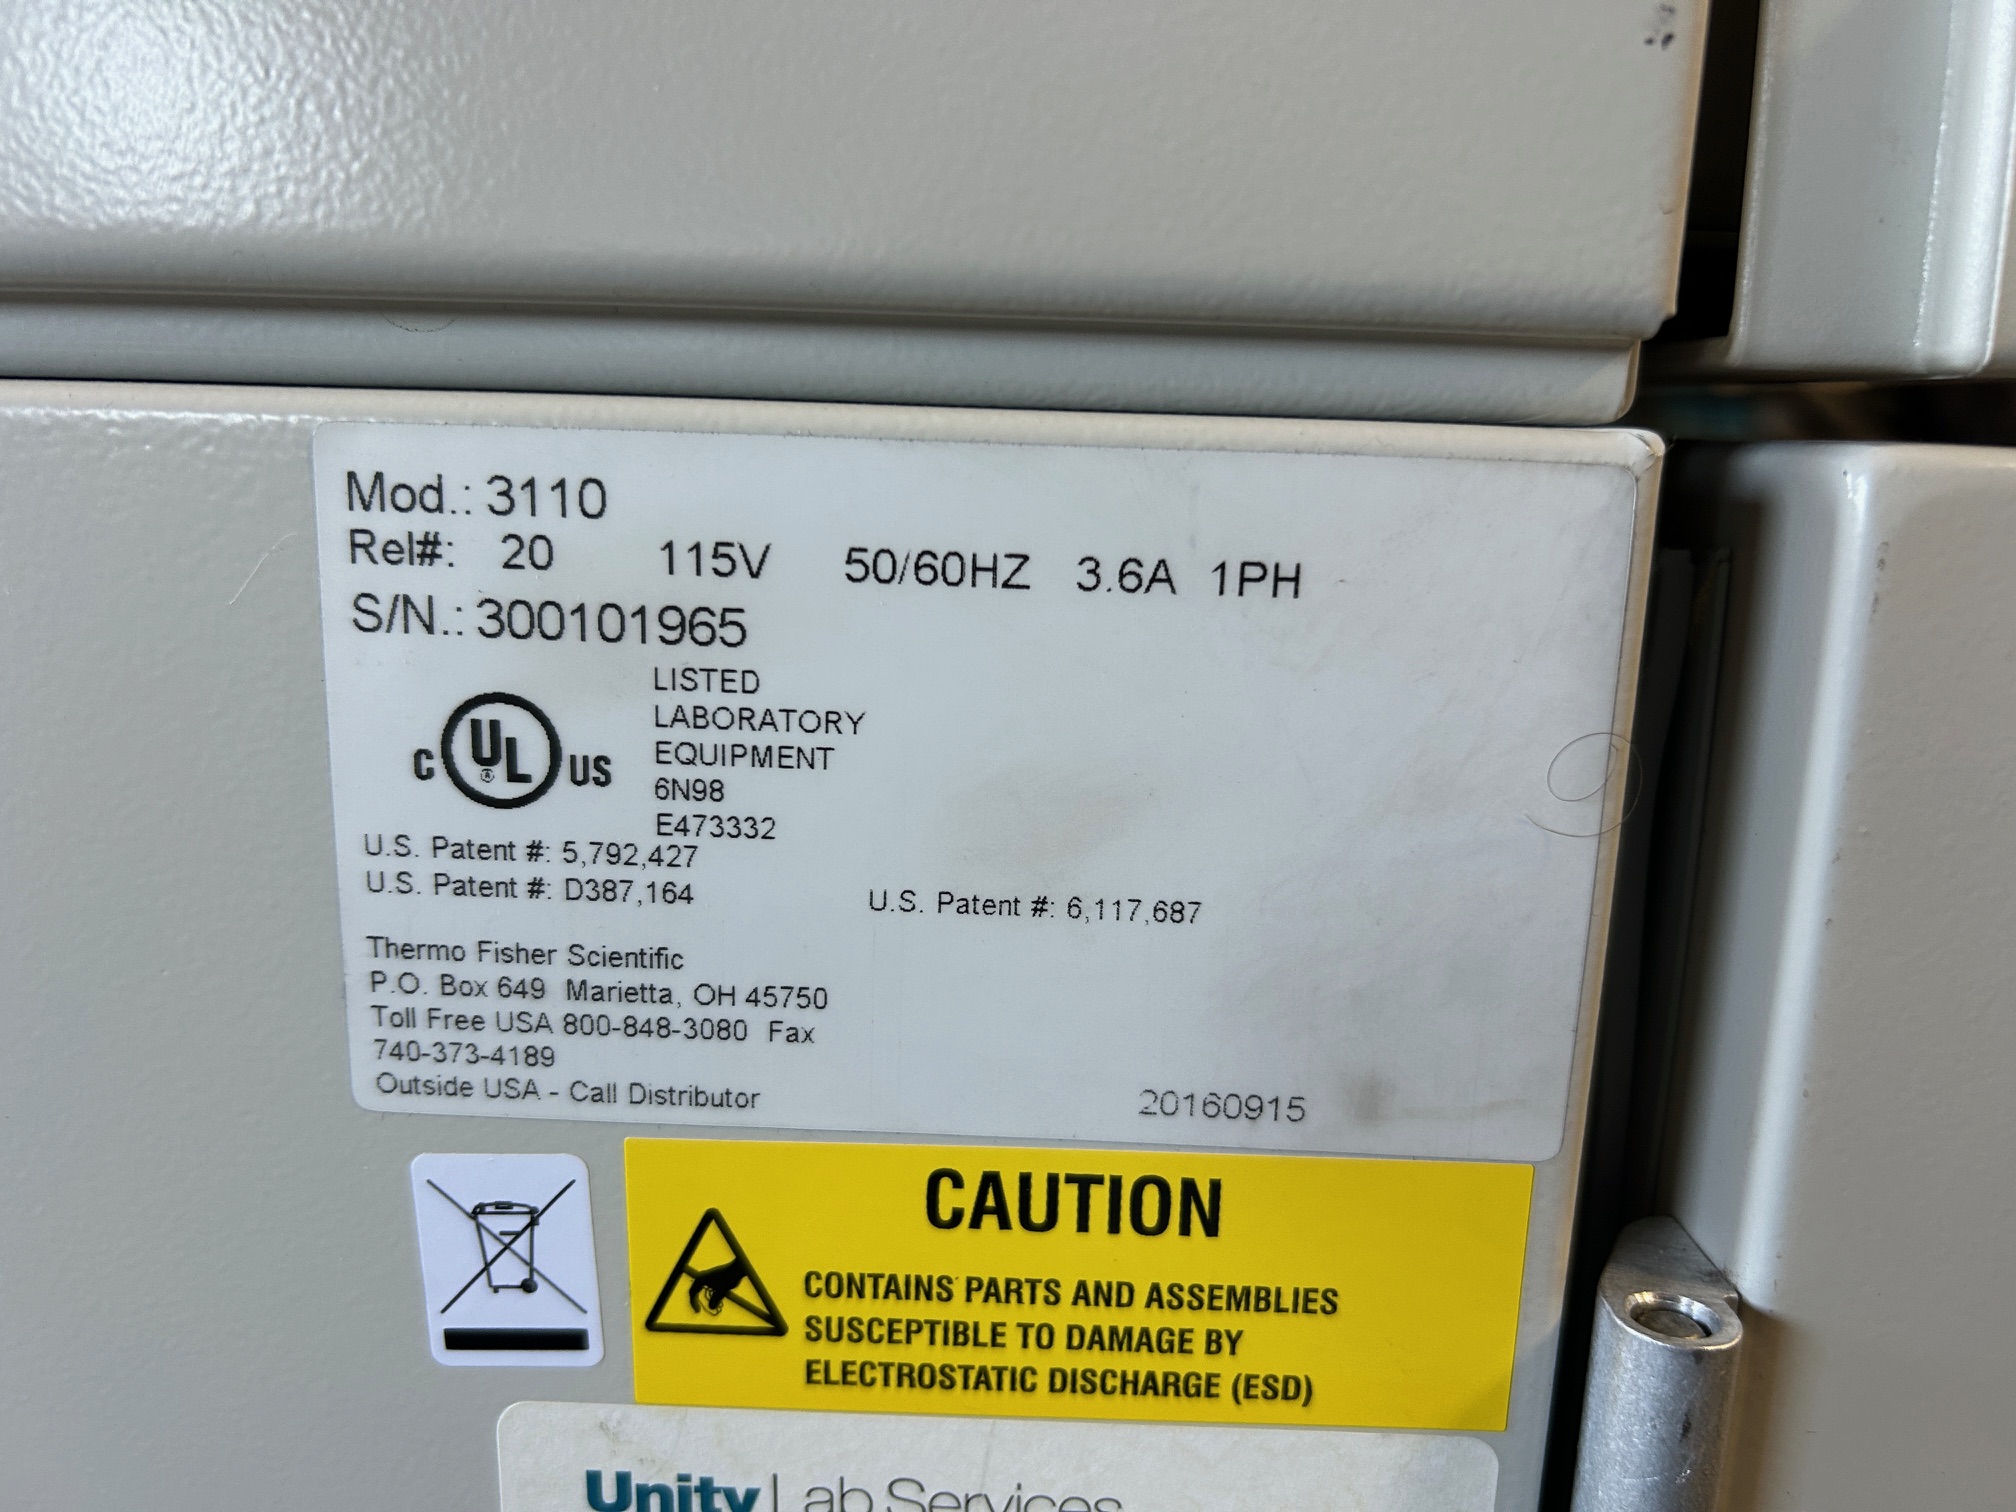 Mod.: 3110
Rel#: 20 115V 50/60HZ 3.6A 1PH
S/N.: 300101965
C UL ® US
LISTED
LABORATORY
EQUIPMENT
6N98
E473332
U.S. Patent #: 5,792,427
U.S. Patent #: D387,164 U.S. Patent #: 6,117,687
Thermo Fisher Scientific
P.O. Box 649 Marietta, OH 45750
Toll Free USA 800-848-3080 Fax
740-373-4189
Outside USA - Call Distributor 20160915
CAUTION
CONTAINS PARTS AND ASSEMBLIES
SUSCEPTIBLE TO DAMAGE BY
ELECTROSTATIC DISCHARGE (ESD)
Unity Lab Services